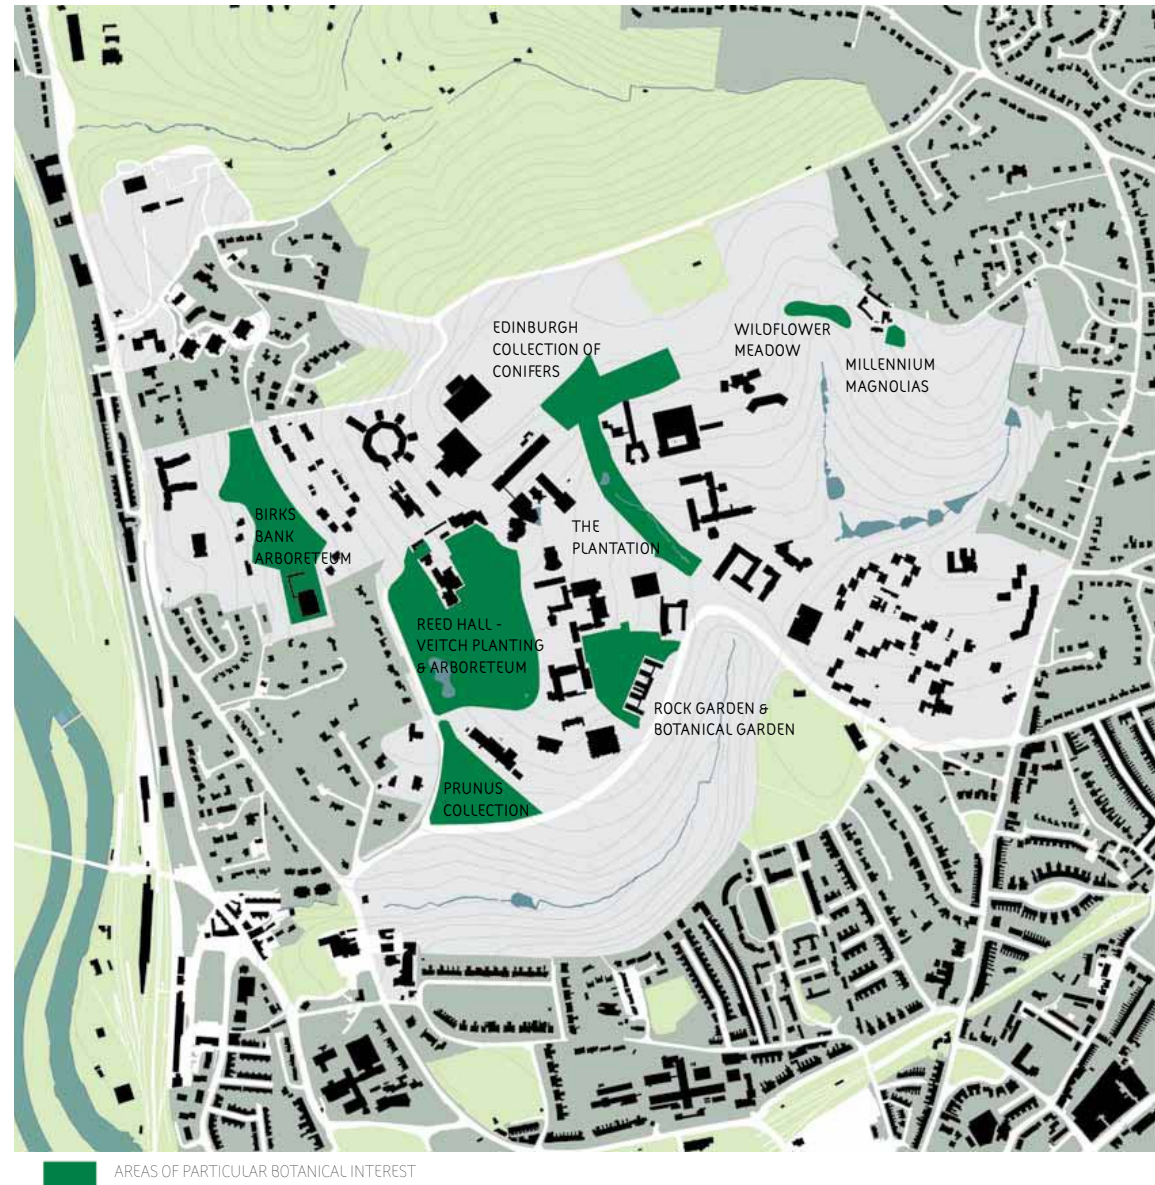 EDINBURGH
COLLECTION OF
CONIFERS
WILDFLOWER
MEADOW
MILLENNIUM
MAGNOLIAS
BIRKS
BANK
ARBORETEUM
THE
PLANTATION
REED HALL -
VEITCH PLANTING
& ARBORETEUM
ROCK GARDEN &
BOTANICAL GARDEN
PRUNUS
COLLECTION
AREAS OF PARTICULAR BOTANICAL INTEREST